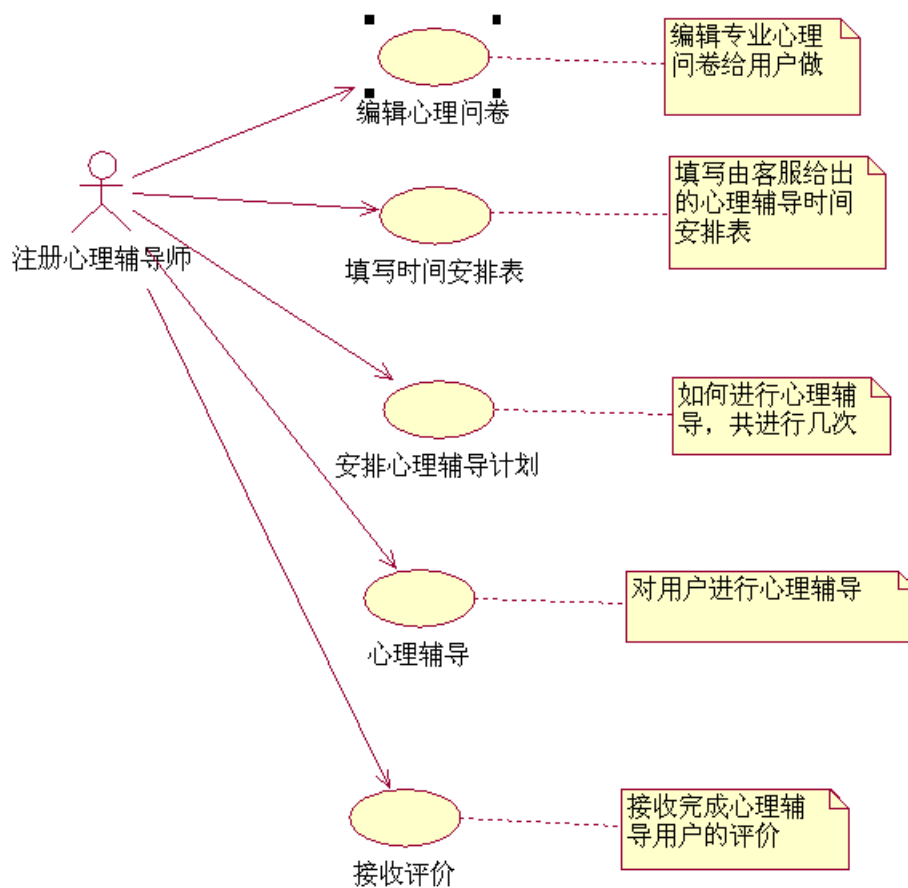 编辑专业心理
问卷给用户做
编辑心理问卷
注册心理辅导师
填写由客服给出
的心理辅导时间
安排表
填写时间安排表
如何进行心理辅
导，共进行几次
安排心理辅导计划
对用户进行心理辅导
心理辅导
接收完成心理辅
导用户的评价
接收评价